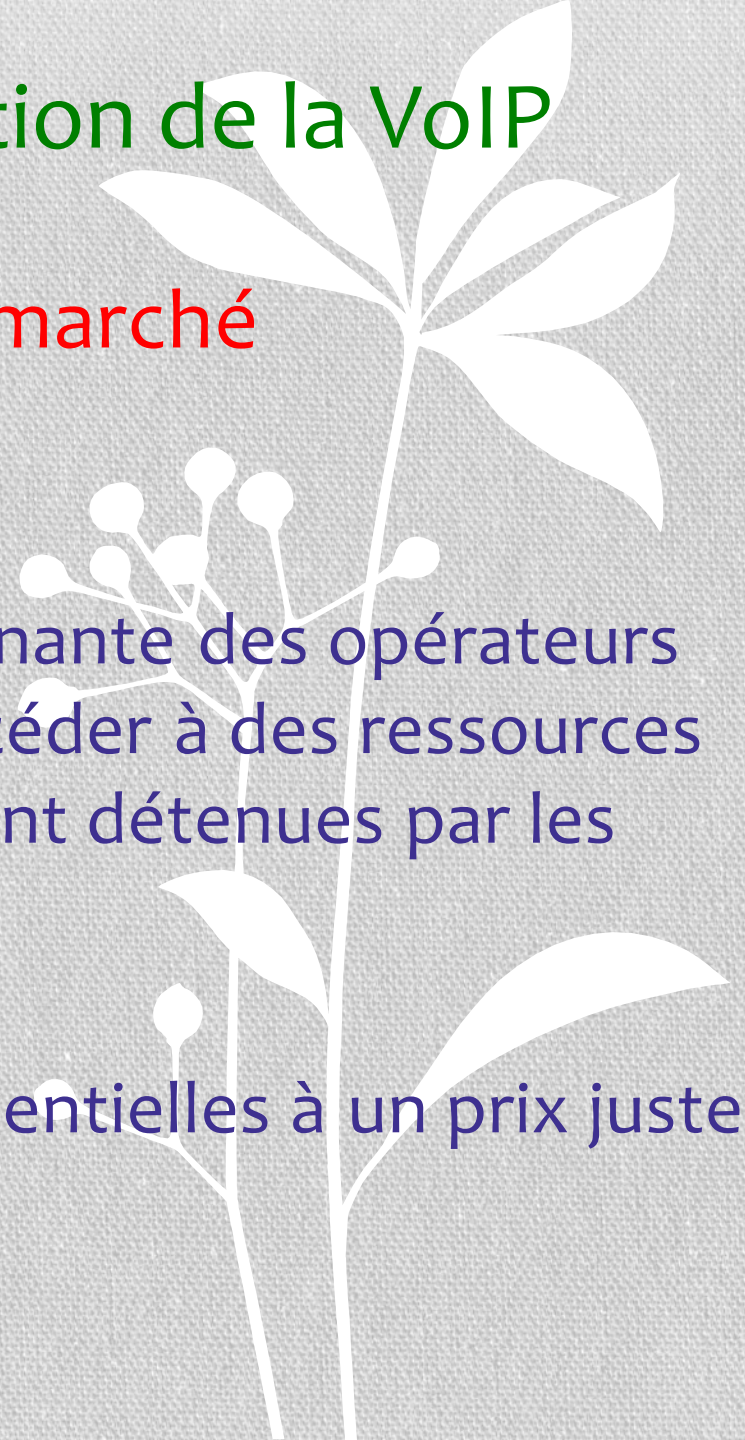 tion de la VoIP
marché
nante des opérateurs
céder à des ressources
nt détenues par les
entielles à un prix juste